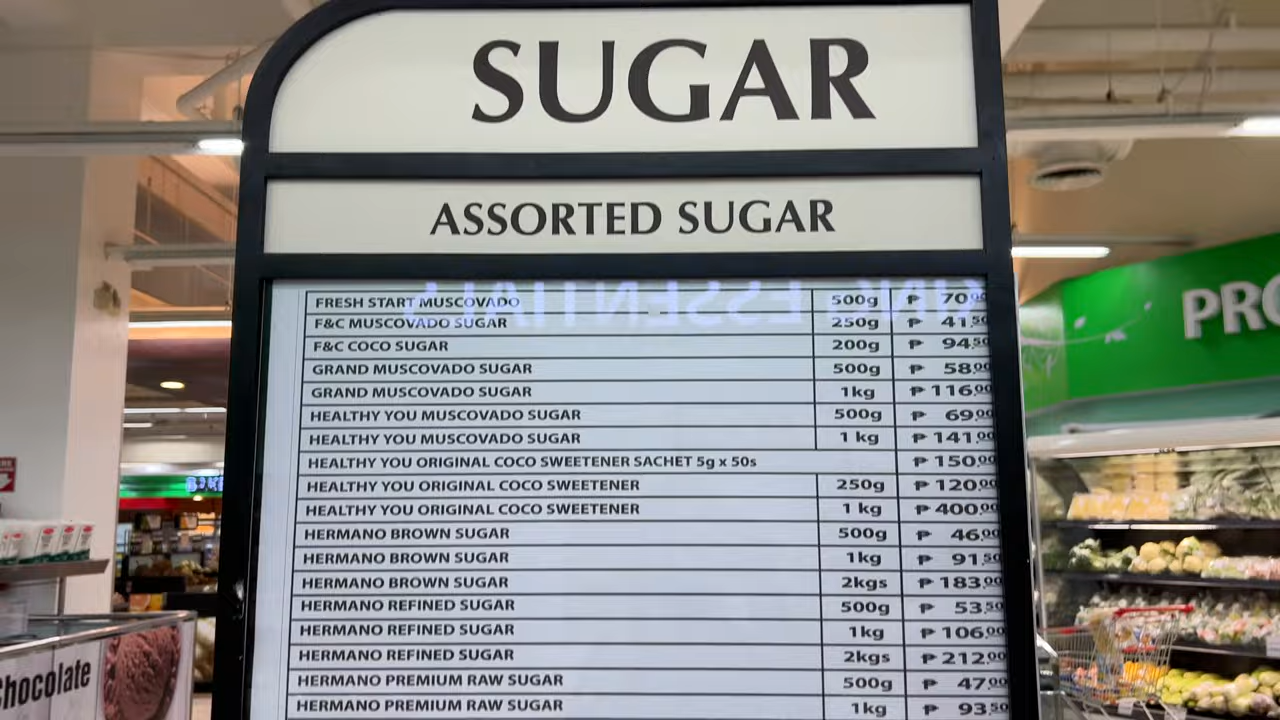 SUGAR
ASSORTED SUGAR
FRESH START MUSCOVADO 500g ₱ 70.00
F&C MUSCOVADO SUGAR 250g ₱ 41.50
F&C COCO SUGAR 200g ₱ 94.50
GRAND MUSCOVADO SUGAR 500g ₱ 58.00
GRAND MUSCOVADO SUGAR 1kg ₱ 116.00
HEALTHY YOU MUSCOVADO SUGAR 500g ₱ 69.00
HEALTHY YOU MUSCOVADO SUGAR 1 kg ₱ 141.00
HEALTHY YOU ORIGINAL COCO SWEETENER SACHET 5g x 50s ₱ 150.00
HEALTHY YOU ORIGINAL COCO SWEETENER 250g ₱ 120.00
HEALTHY YOU ORIGINAL COCO SWEETENER 1 kg ₱ 400.00
HERMANO BROWN SUGAR 500g ₱ 46.00
HERMANO BROWN SUGAR 1kg ₱ 91.50
HERMANO BROWN SUGAR 2kgs ₱ 183.00
HERMANO REFINED SUGAR 500g ₱ 53.50
HERMANO REFINED SUGAR 1kg ₱ 106.00
HERMANO REFINED SUGAR 2kgs ₱ 212.00
HERMANO PREMIUM RAW SUGAR 500g ₱ 47.00
HERMANO PREMIUM RAW SUGAR 1kg ₱ 93.50
PRO
Chocolate